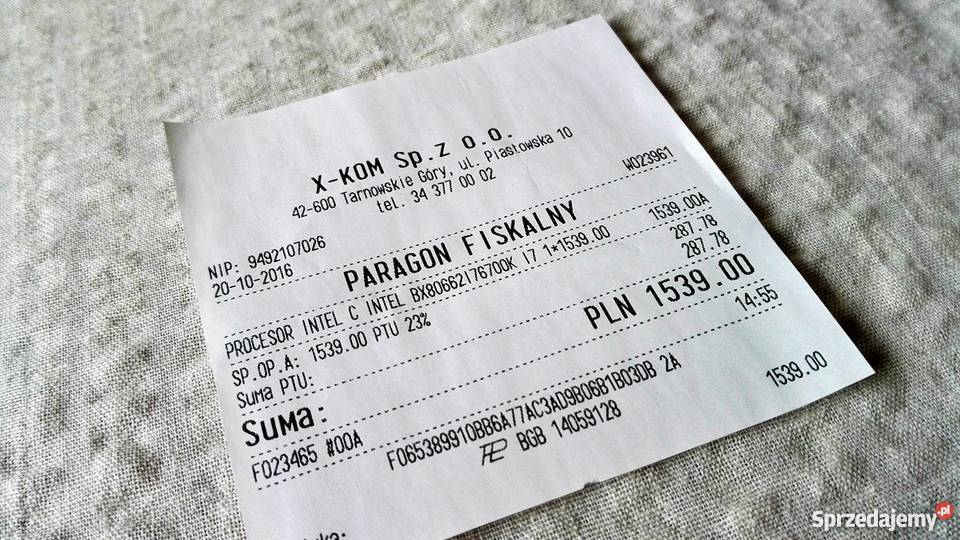 X-KOM Sp.z o.o.
42-600 Tarnowskie Góry, ul. Piastowska 10
tel. 34 377 00 02
NIP: 9492107026
20-10-2016 W023961
PARAGON FISKALNY
PROCESOR INTEL C INTEL BX80662I76700K I7 1*1539.00 1539.00A
SP.OP.A: 1539.00 PTU 23% 287.78
Suma PTU: 287.78
Suma: PLN 1539.00
F023465 #00A 14:55
F065389910BB6A77AC3AD9B06B1B03DB 2A
BGB 14059128
1539.00
Sprzedajemy.pl